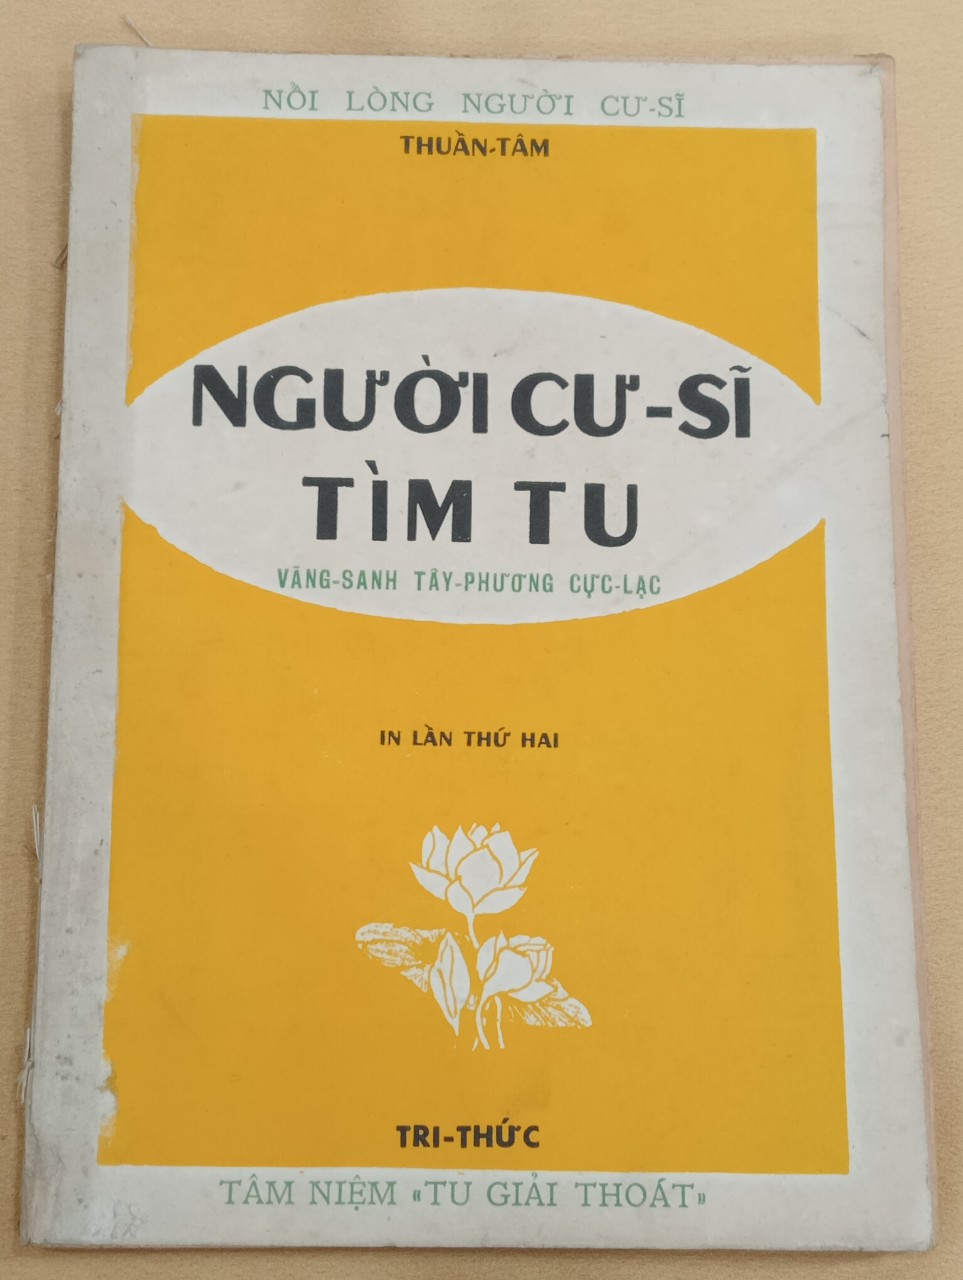 NỖI LÒNG NGƯỜI CƯ-SĨ
THUẦN-TÂM
NGƯỜI CƯ-SĨ
TÌM TU
VÃNG-SANH TÂY-PHƯƠNG CỰC-LẠC
IN LẦN THỨ HAI
TRI-THỨC
TÂM NIỆM «TU GIẢI THOÁT»